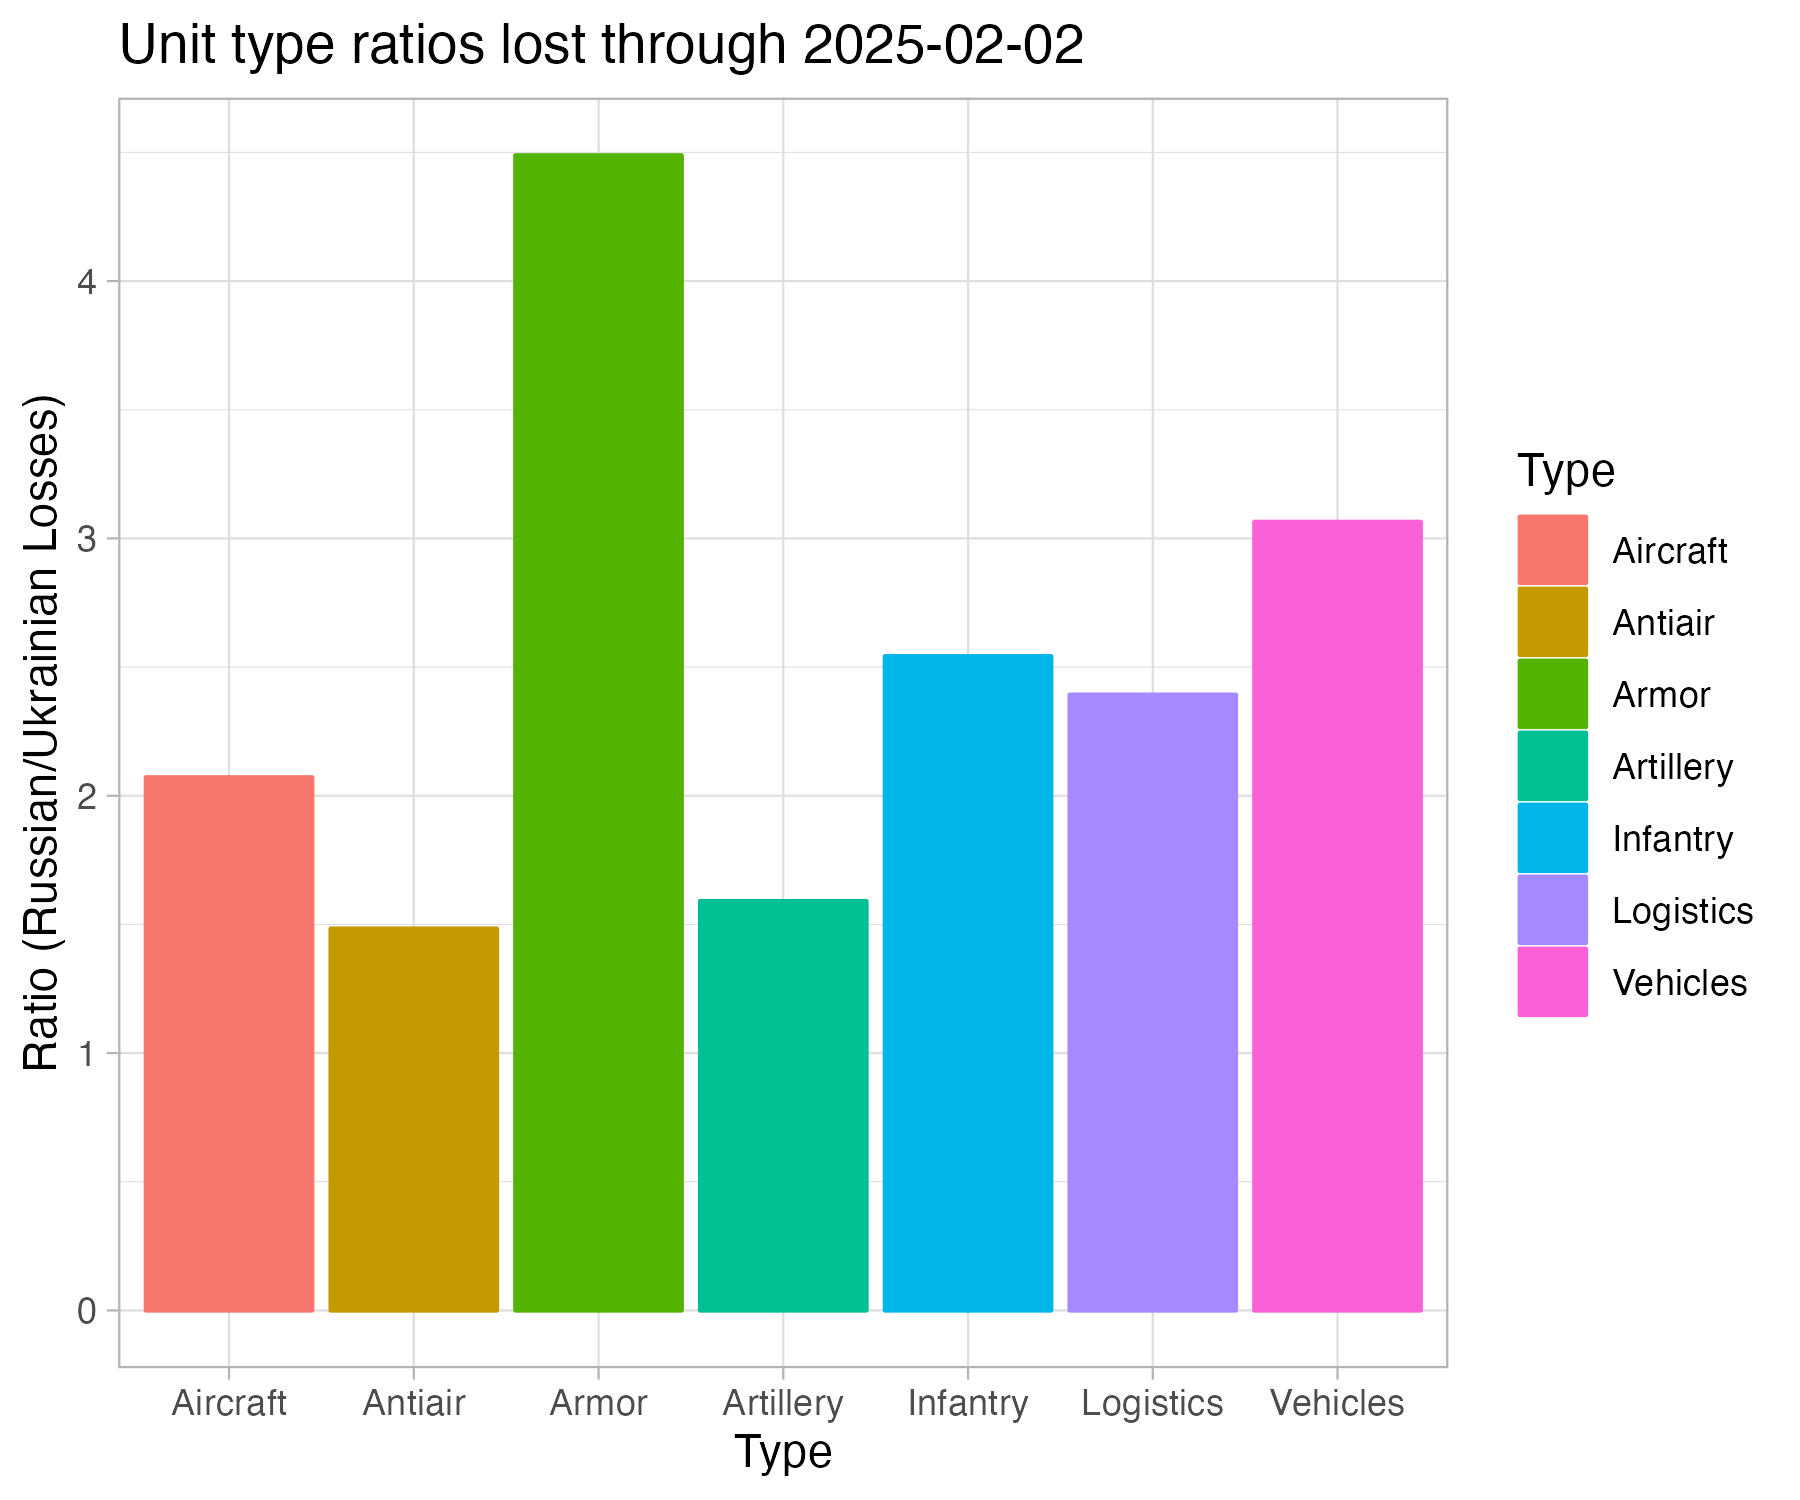 Unit type ratios lost through 2025-02-02
Ratio (Russian/Ukrainian Losses)
4
3
2
1
0
Aircraft Antiair Armor Artillery Infantry Logistics Vehicles
Type
Type
Aircraft
Antiair
Armor
Artillery
Infantry
Logistics
Vehicles